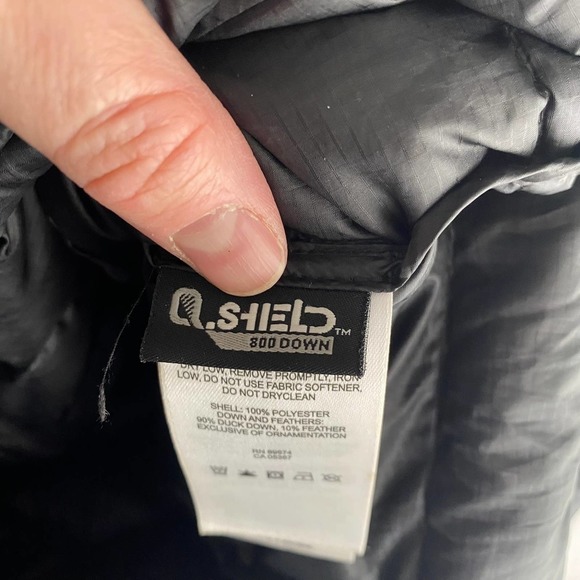 Q.SHIELD™
800 DOWN
DRY LOW, REMOVE PROMPTLY, IRON
LOW, DO NOT USE FABRIC SOFTENER,
DO NOT DRYCLEAN
SHELL: 100% POLYESTER
DOWN AND FEATHERS:
90% DUCK DOWN, 10% FEATHER
EXCLUSIVE OF ORNAMENTATION
RN 99674
CA 05367